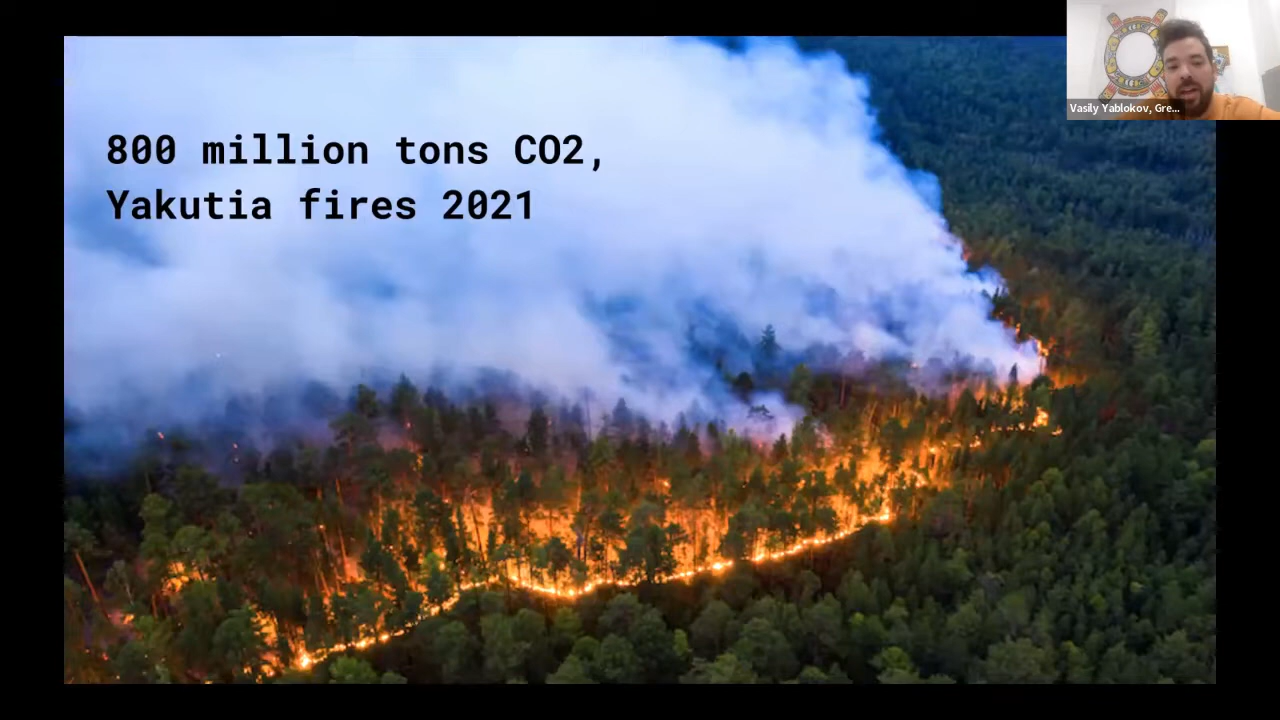 800 million tons CO2,
Yakutia fires 2021
Vasily Yablokov, Gre...